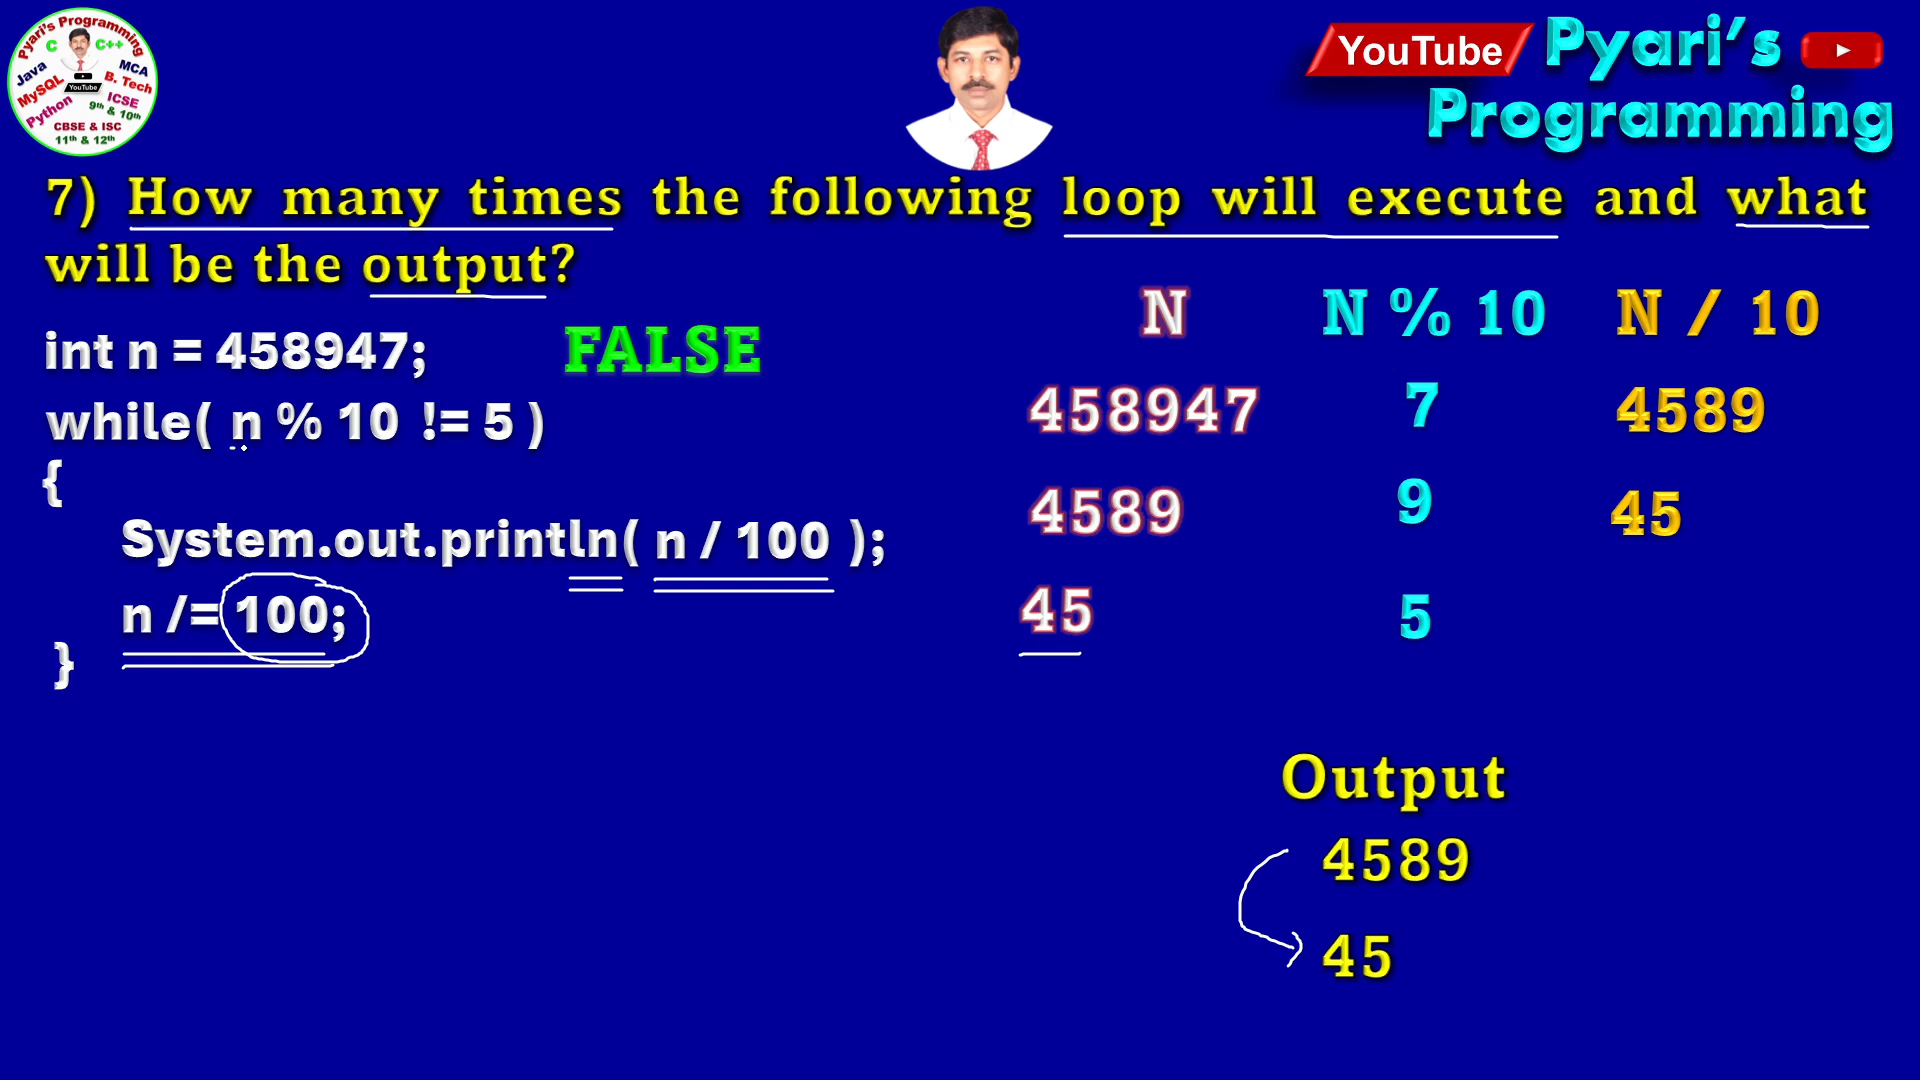 Pyari's Programming
C C++
Java MCA
MySQL B. Tech
YouTube
Python ICSE
9th & 10th
CBSE & ISC
11th & 12th
YouTube Pyari's
Programming
7) How many times the following loop will execute and what
will be the output?
int n = 458947; FALSE
while( n % 10 != 5 )
{
System.out.println( n / 100 );
n /= 100;
}
N N % 10 N / 10
458947 7 4589
4589 9 45
45 5
Output
4589
45